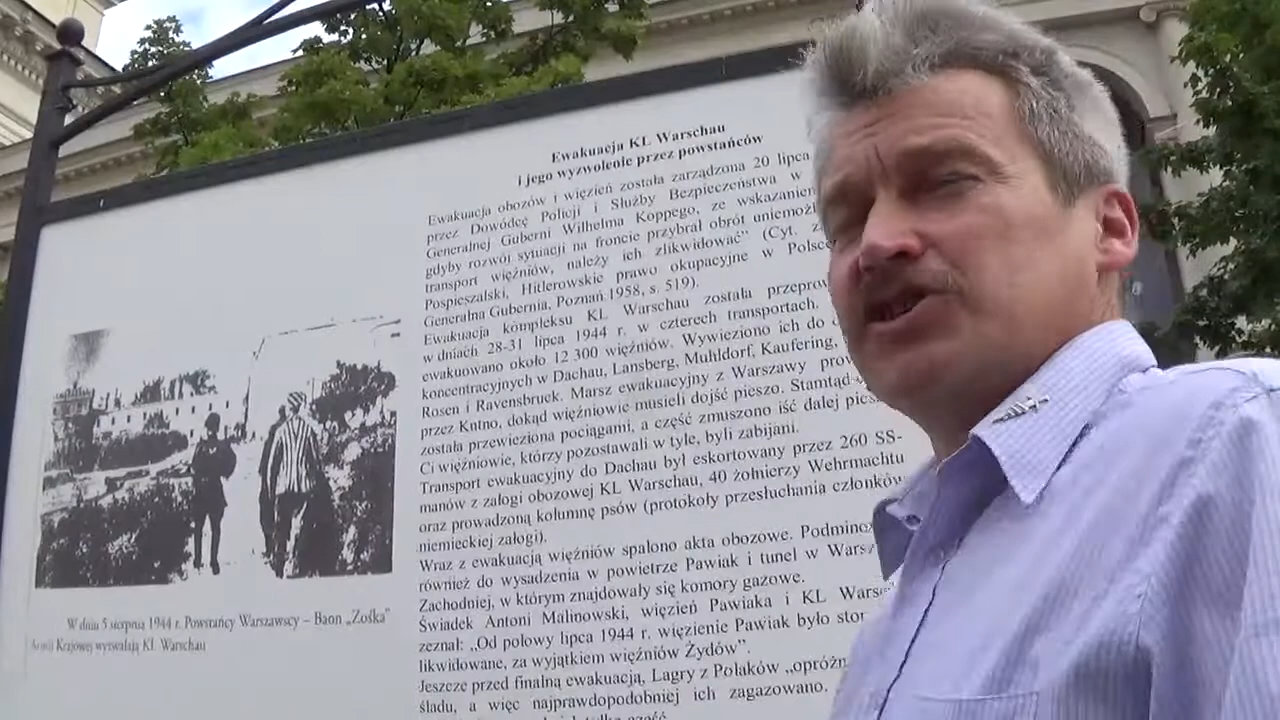 Ewakuacja KL Warschau
i jego wyzwolenie przez powstańców
Ewakuacja obozów i więzień została zarządzona 20 lipca
przez Dowódcę Policji i Służby Bezpieczeństwa w
Generalnej Guberni Wilhelma Koppego, ze wskazaniem
gdyby rozwój sytuacji na froncie przybrał obrót
transport więźniów, należy ich zlikwidować” (Cyt.
Pospieszalski, Hitlerowskie prawo okupacyjne w Polsce
Generalna Gubernia, Poznań 1958, s. 519).
Ewakuacja kompleksu KL Warschau została
w dniach 28-31 lipca 1944 r. w czterech transportach.
ewakuowano około 12 300 więźniów. Wywieziono ich do
koncentracyjnych w Dachau, Lansberg, Muhldorf, Kaufering,
Rosen i Ravensbruck. Marsz ewakuacyjny z Warszawy
przez Kutno, dokąd więźniowie musieli dojść pieszo. Stamtąd
została przewieziona pociągami, a część zmuszono iść dalej
Ci więźniowie, którzy pozostawali w tyle, byli zabijani.
Transport ewakuacyjny do Dachau był eskortowany przez 260 SS-
manów z załogi obozowej KL Warschau, 40 żołnierzy Wehrmachtu
oraz prowadzoną kolumnę psów (protokoły przesłuchania członków
niemieckiej załogi).
Wraz z ewakuacją więźniów spalono akta obozowe.
również do wysadzenia w powietrze Pawiak i tunel w
Zachodniej, w którym znajdowały się komory gazowe.
Świadek Antoni Malinowski, więzień Pawiaka i KL
zeznał: „Od połowy lipca 1944 r. więzienie Pawiak było
likwidowane, za wyjątkiem więźniów Żydów”.
Jeszcze przed finalną ewakuacją, Lagry z Polaków
śladu, a więc najprawdopodobniej ich zagazowano.
W dniu 5 sierpnia 1944 r. Powstańcy Warszawscy – Baon „Zośka”
Armii Krajowej wyzwalają KL Warschau